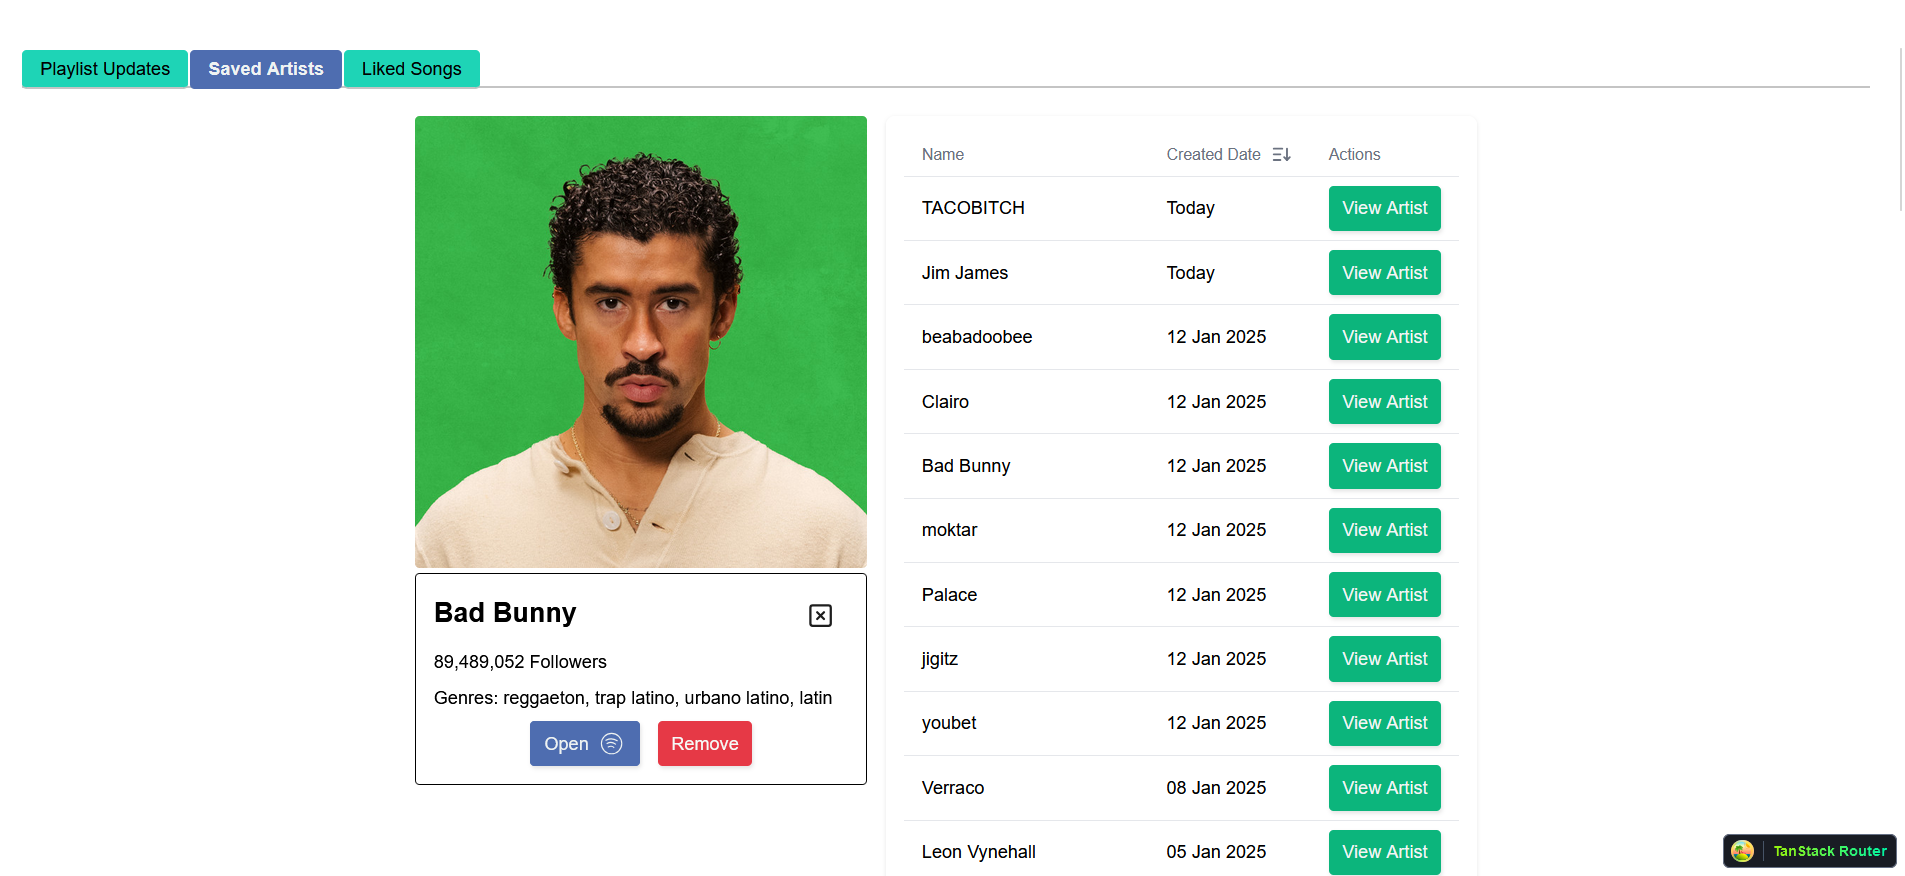 Playlist Updates Saved Artists Liked Songs
Name Created Date Actions
TACOBITCH Today View Artist
Jim James Today View Artist
beabadoobee 12 Jan 2025 View Artist
Clairo 12 Jan 2025 View Artist
Bad Bunny 12 Jan 2025 View Artist
moktar 12 Jan 2025 View Artist
Palace 12 Jan 2025 View Artist
jigitz 12 Jan 2025 View Artist
youbet 12 Jan 2025 View Artist
Verraco 08 Jan 2025 View Artist
Leon Vynehall 05 Jan 2025 View Artist
Bad Bunny
89,489,052 Followers
Genres: reggaeton, trap latino, urbano latino, latin
Open Remove
TanStack Router